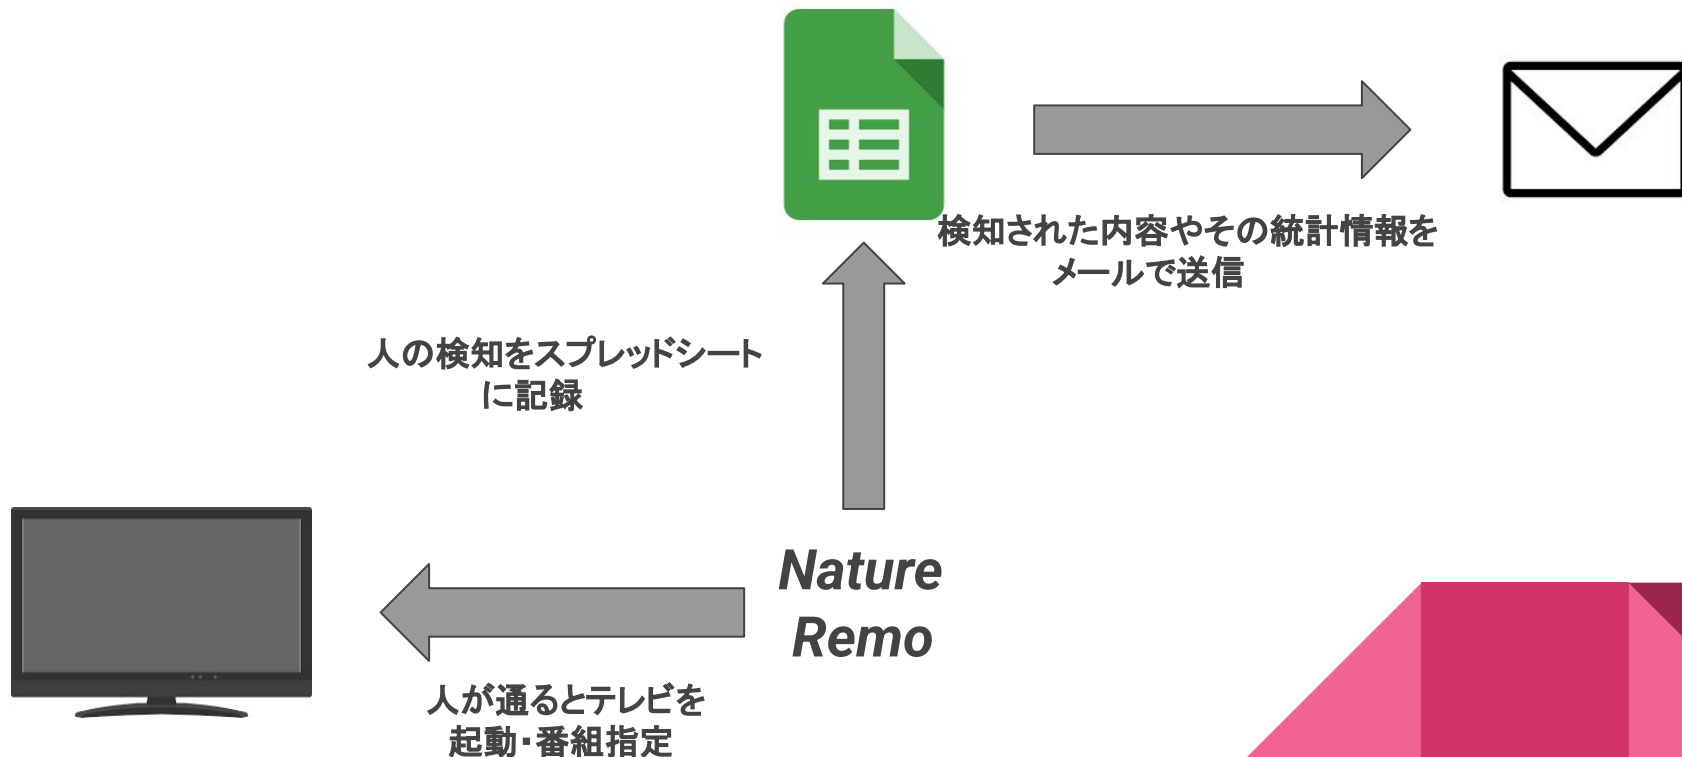 検知された内容やその統計情報を
メールで送信
人の検知をスプレッドシート
に記録
Nature
Remo
人が通るとテレビを
起動・番組指定